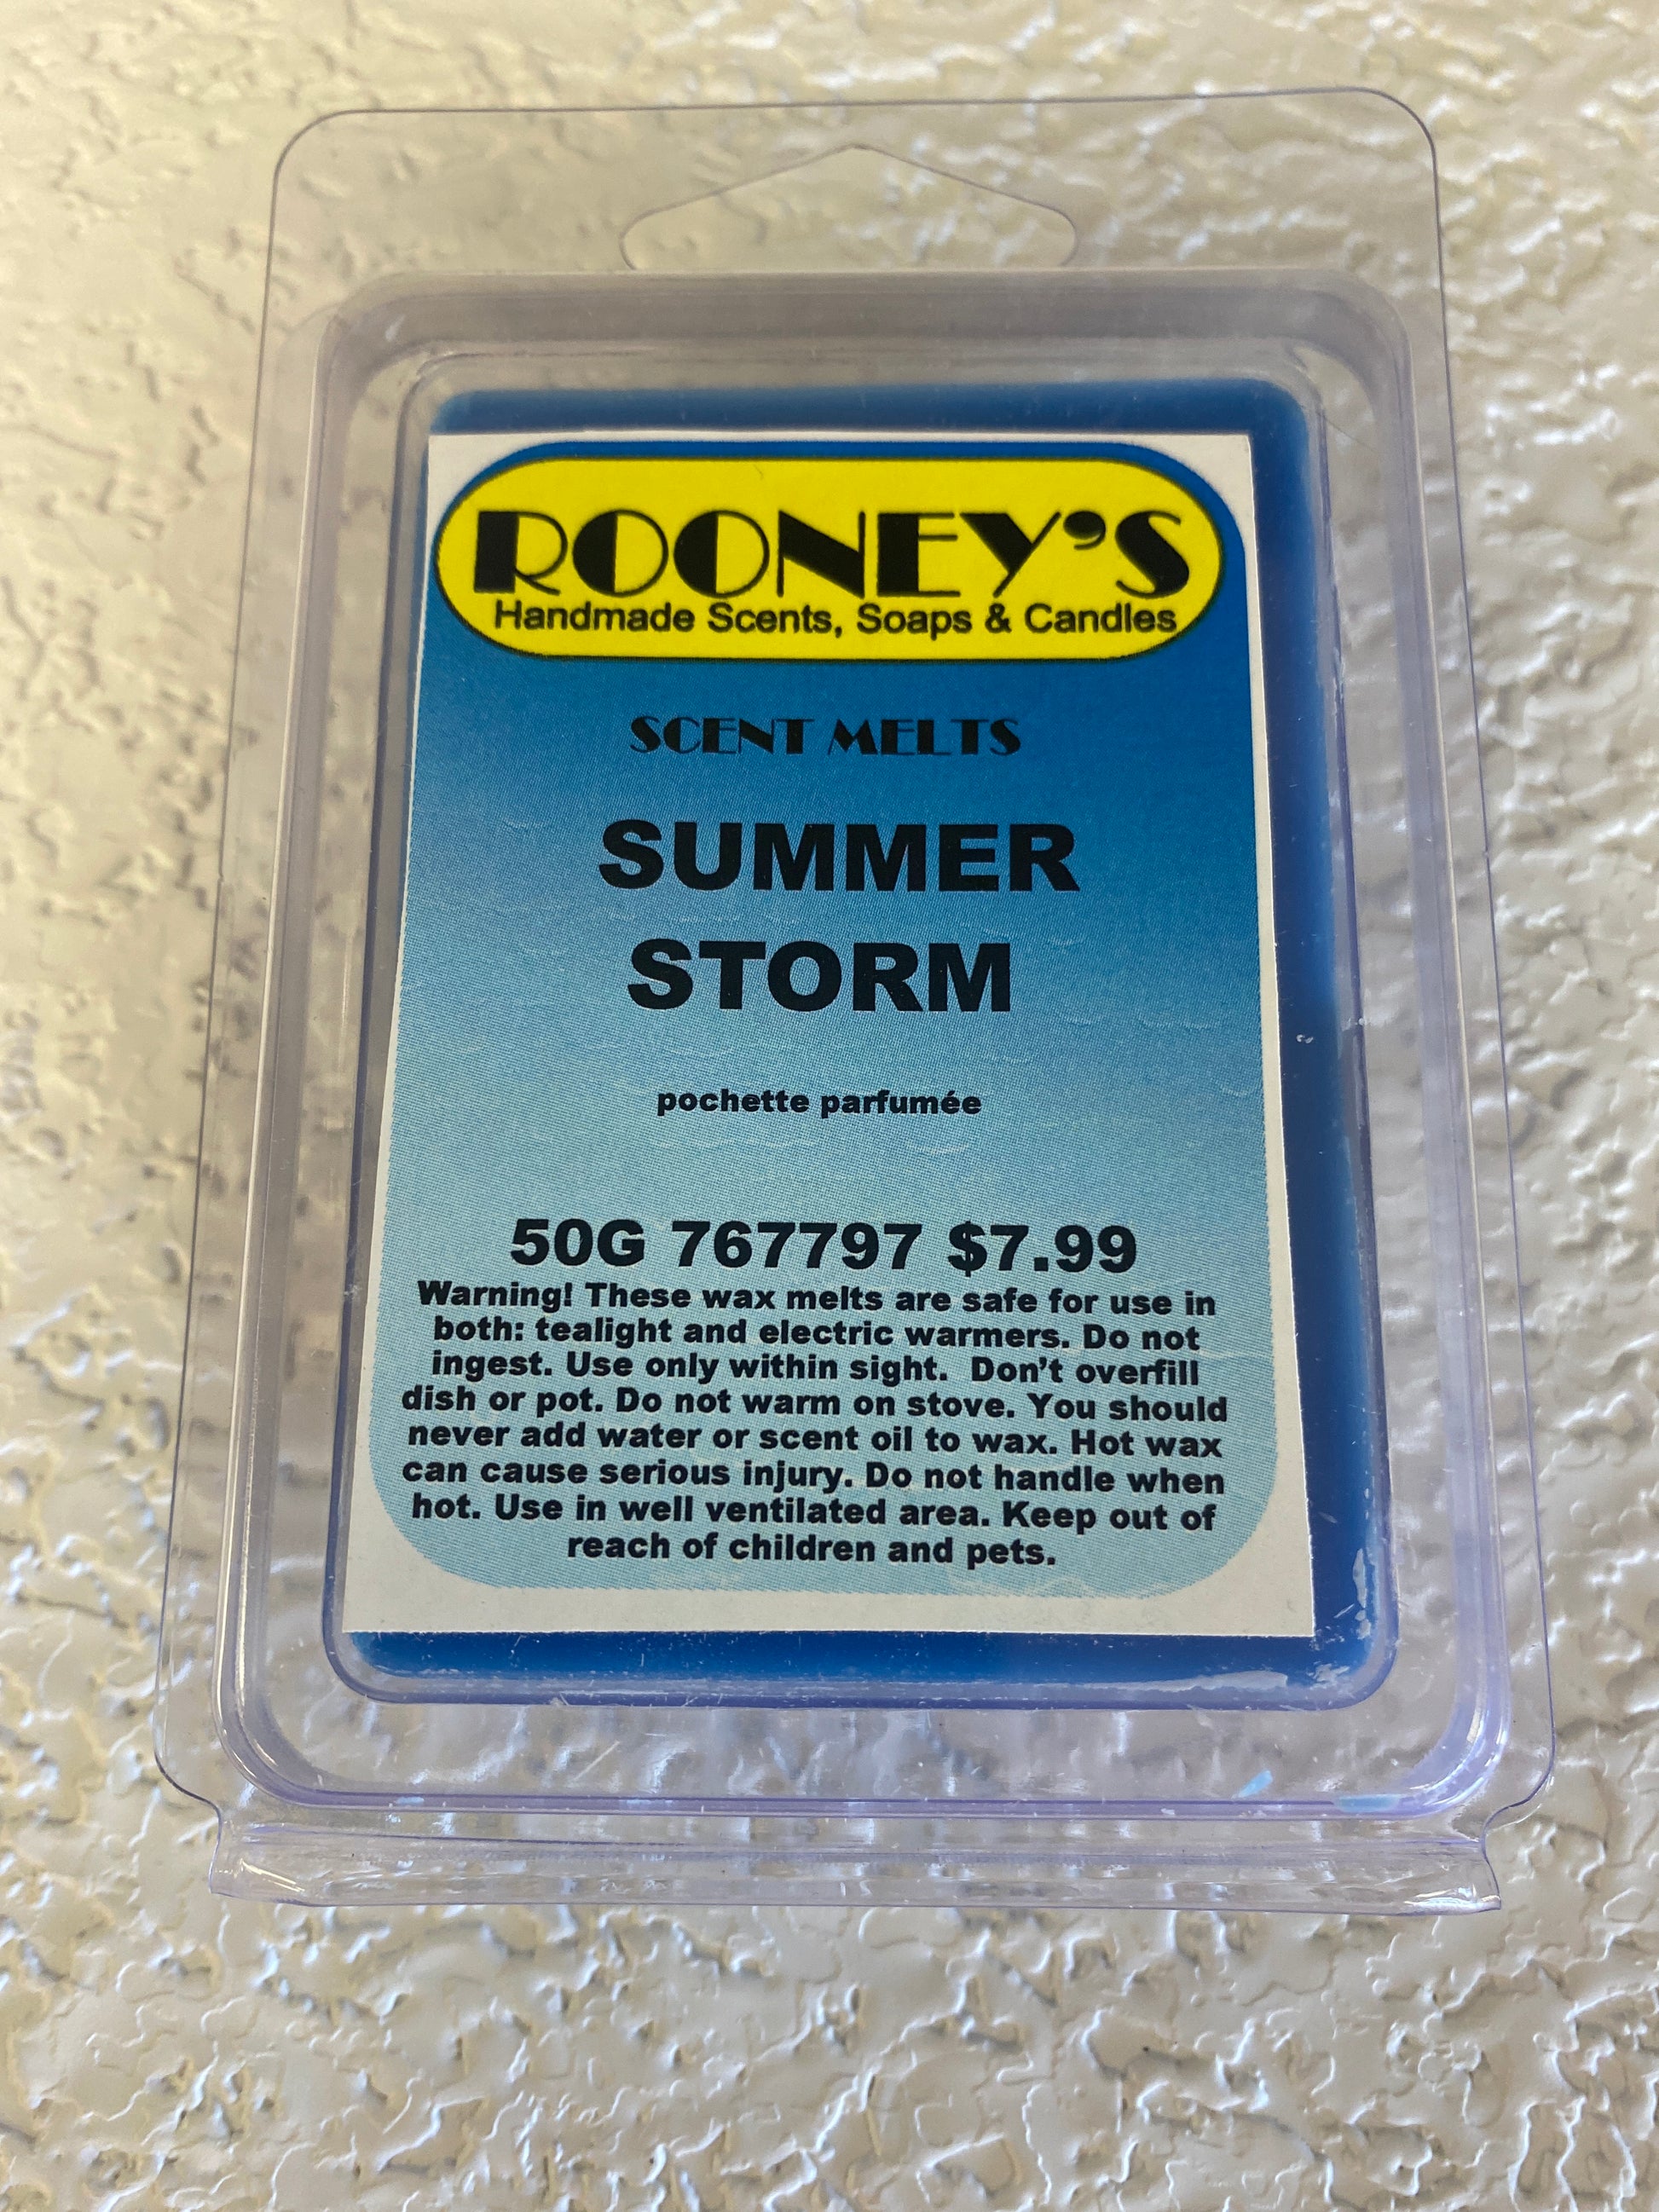 ROONEY'S
Handmade Scents, Soaps & Candles
SCENT MELTS
SUMMER
STORM
pochette parfumée
50G 767797 $7.99
Warning! These wax melts are safe for use in
both: tealight and electric warmers. Do not
ingest. Use only within sight.  Don't overfill
dish or pot. Do not warm on stove. You should
never add water or scent oil to wax. Hot wax
can cause serious injury. Do not handle when
hot. Use in well ventilated area. Keep out of
reach of children and pets.